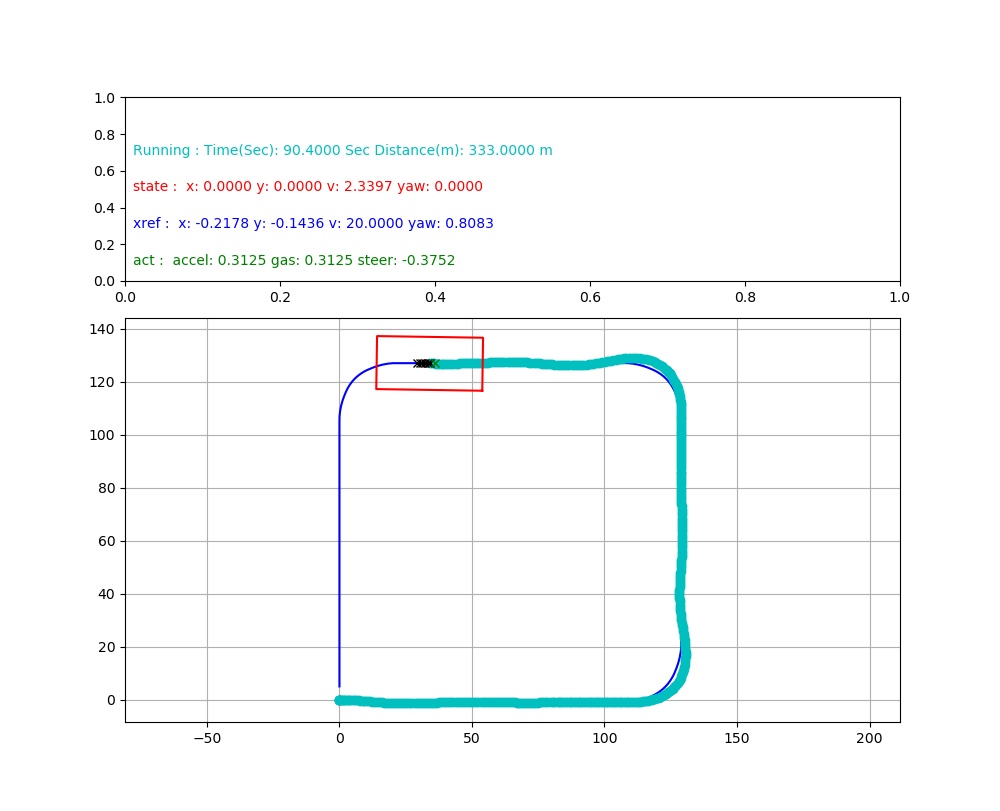 1.0
0.8
Running : Time(Sec): 90.4000 Sec Distance(m): 333.0000 m
0.6
state :  x: 0.0000 y: 0.0000 v: 2.3397 yaw: 0.0000
0.4
xref :  x: -0.2178 y: -0.1436 v: 20.0000 yaw: 0.8083
0.2
act :  accel: 0.3125 gas: 0.3125 steer: -0.3752
0.0
0.0 0.2 0.4 0.6 0.8 1.0
140
120
100
80
60
40
20
0
−50 0 50 100 150 200